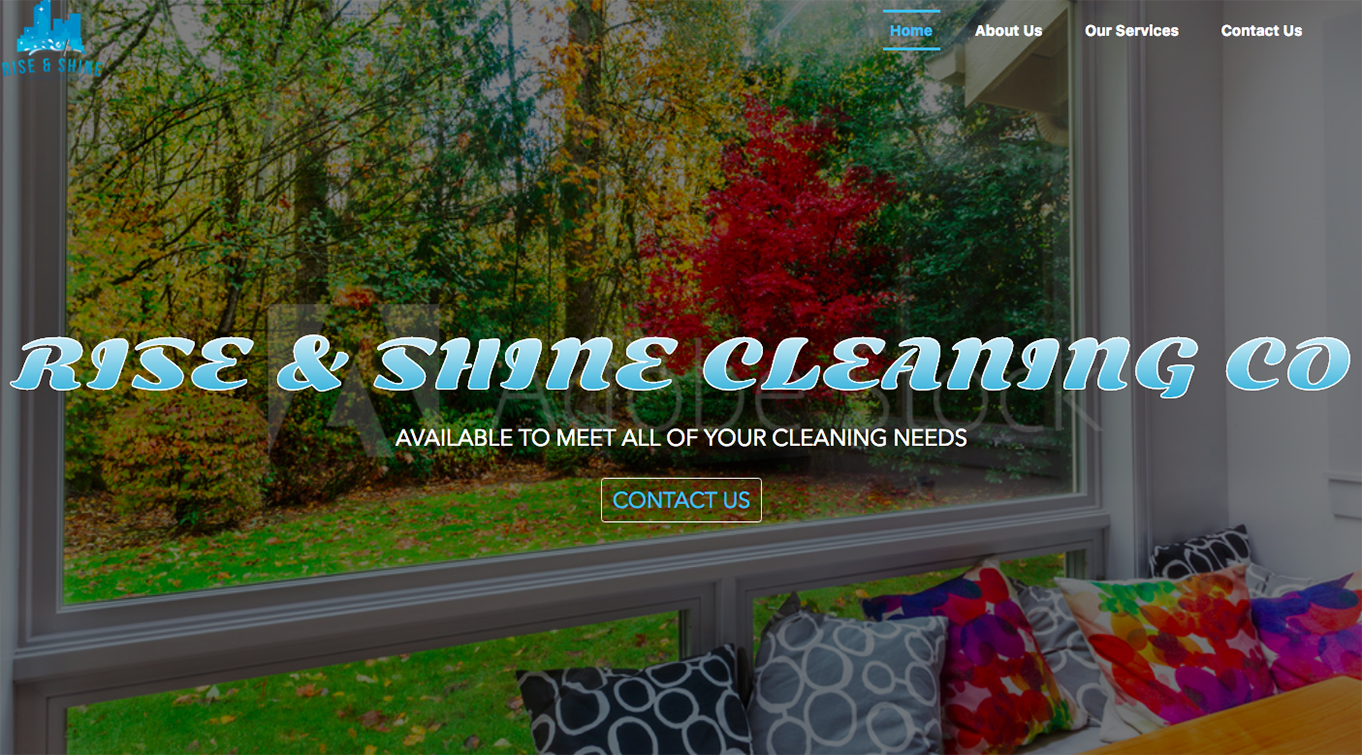 RISE & SHINE
Home
About Us
Our Services
Contact Us
RISE & SHINE CLEANING CO
Adobe Stock
AVAILABLE TO MEET ALL OF YOUR CLEANING NEEDS
CONTACT US